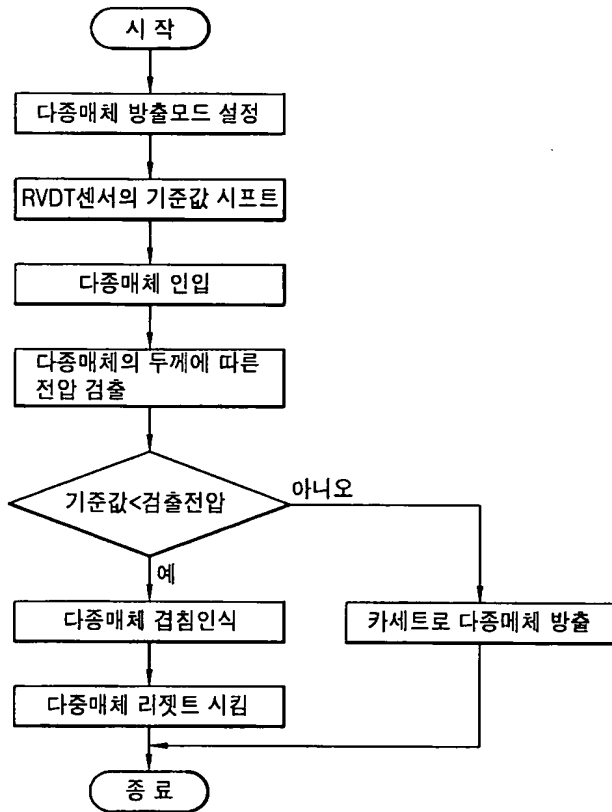 시 작
다종매체 방출모드 설정
RVDT센서의 기준값 시프트
다종매체 인입
다종매체의 두께에 따른
전압 검출
기준값<검출전압
아니오
예
다종매체 겹침인식
카세트로 다종메체 방출
다중매체 리젯트 시킴
종 료